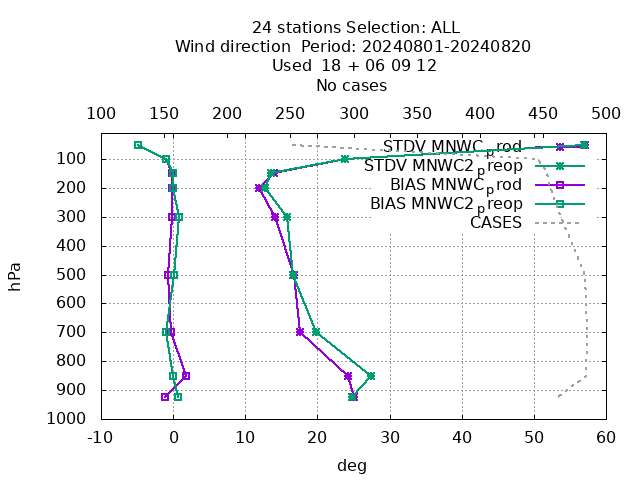 24 stations Selection: ALL
Wind direction  Period: 20240801-20240820
Used  18 + 06 09 12
No cases
100 150 200 250 300 350 400 450 500
STDV MNWC_prod
STDV MNWC2_preop
BIAS MNWC_prod
BIAS MNWC2_preop
CASES
hPa
100
200
300
400
500
600
700
800
900
1000
-10 0 10 20 30 40 50 60
deg